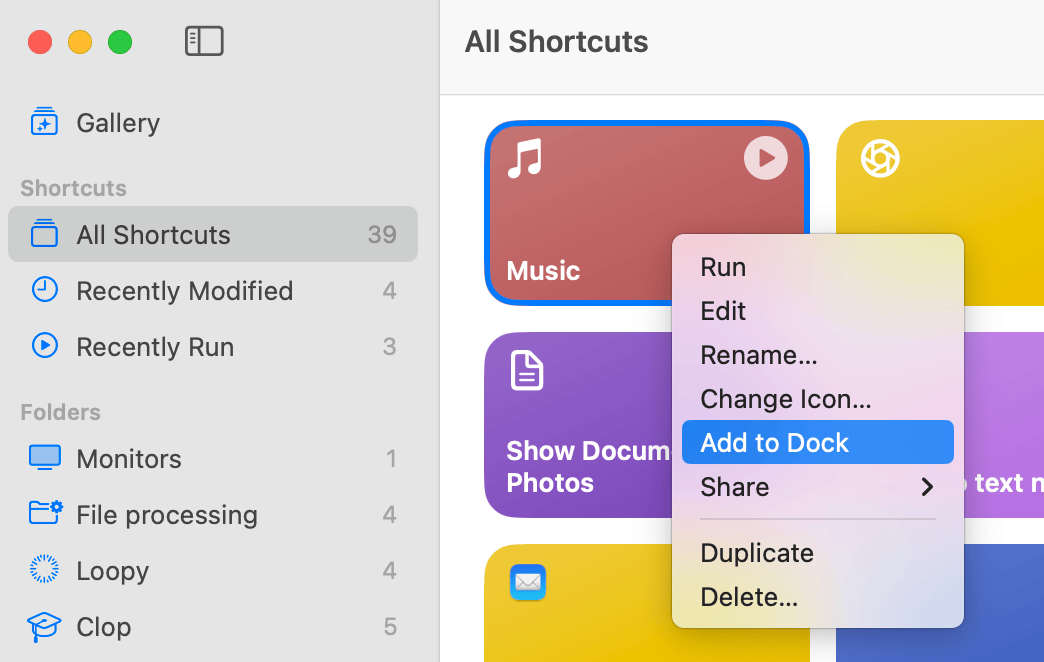 All Shortcuts
Gallery
Shortcuts
All Shortcuts 39
Recently Modified 4
Recently Run 3
Folders
Monitors 1
File processing 4
Loopy 4
Clop 5
Music
Show
Photos
text
Run
Edit
Rename...
Change Icon...
Add to Dock
Share
Duplicate
Delete...